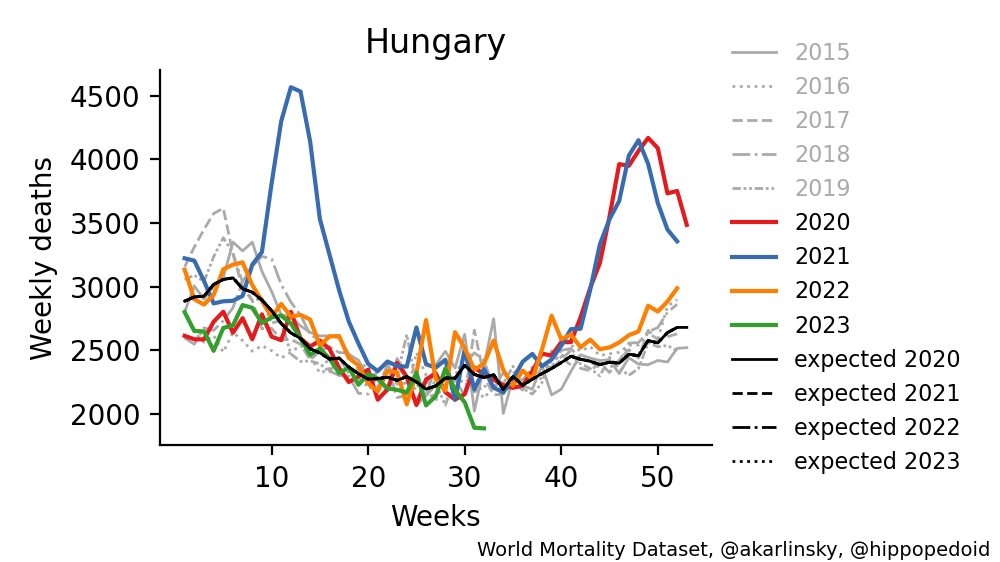 Hungary
Weekly deaths
4500
4000
3500
3000
2500
2000
10 20 30 40 50
Weeks
2015
2016
2017
2018
2019
2020
2021
2022
2023
expected 2020
expected 2021
expected 2022
expected 2023
World Mortality Dataset, @akarlinsky, @hippopedoid